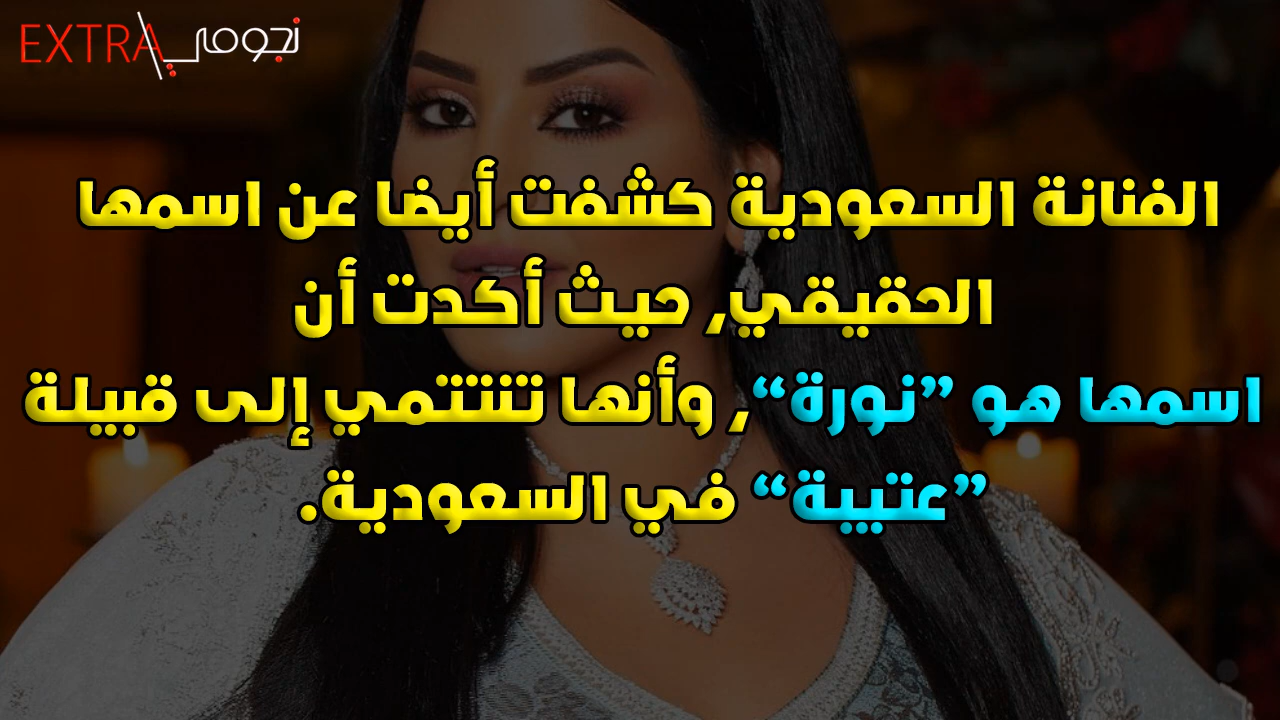 EXTRA نجومي
الفنانة السعودية كشفت أيضا عن اسمها
الحقيقي, حيث أكدت أن
اسمها هو ”نورة“, وأنها تنتتمي إلى قبيلة
”عتيبة“ في السعودية.